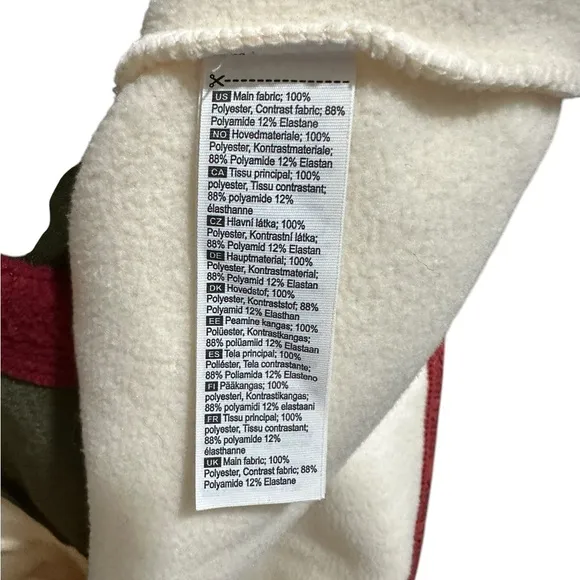 US Main fabric; 100%
Polyester, Contrast fabric; 88%
Polyamide 12% Elastane
NO Hovedmateriale; 100%
Polyester, Kontrastmateriale;
88% Polyamide 12% Elastan
CA Tissu principal; 100%
polyester, Tissu contrastant;
88% polyamide 12%
élasthanne
CZ Hlavní látka; 100%
Polyester, Kontrastní látka;
88% Polyamid 12% Elastan
DE Hauptmaterial; 100%
Polyester, Kontrastmaterial;
88% Polyamid 12% Elastan
DK Hovedstof; 100%
Polyester, Kontraststof; 88%
Polyamid 12% Elasthan
EE Peamine kangas; 100%
Polüester, Kontrastkangas;
88% polüamiid 12% Elastaan
ES Tela principal; 100%
Poliéster, Tela contrastante;
88% Poliamida 12% Elasteno
FI Pääkangas; 100%
polyesteri, Kontrastikangas;
88% polyamidi 12% elastaani
FR Tissu principal; 100%
polyester, Tissu contrastant;
88% polyamide 12%
élasthanne
UK Main fabric; 100%
Polyester, Contrast fabric; 88%
Polyamide 12% Elastane